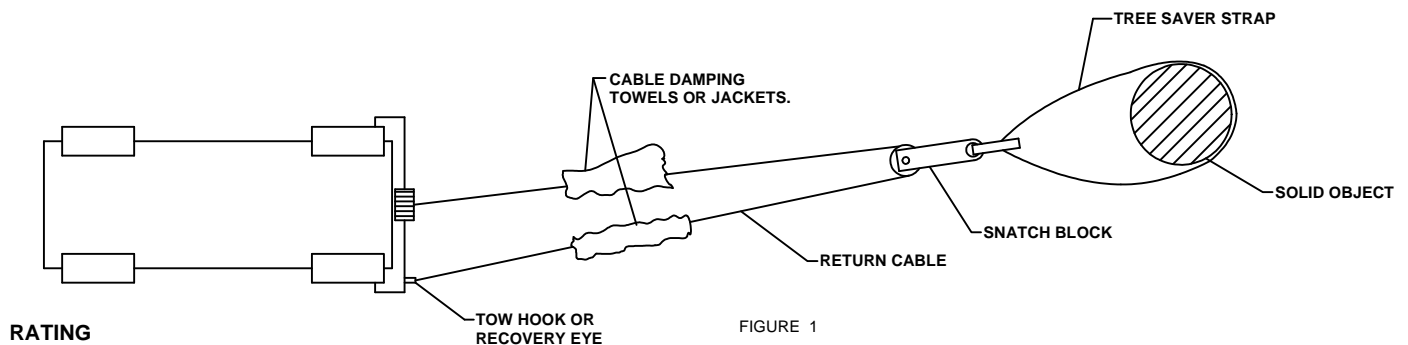 TREE SAVER STRAP
CABLE DAMPING
TOWELS OR JACKETS.
SOLID OBJECT
SNATCH BLOCK
RETURN CABLE
TOW HOOK OR
RECOVERY EYE
FIGURE 1
RATING